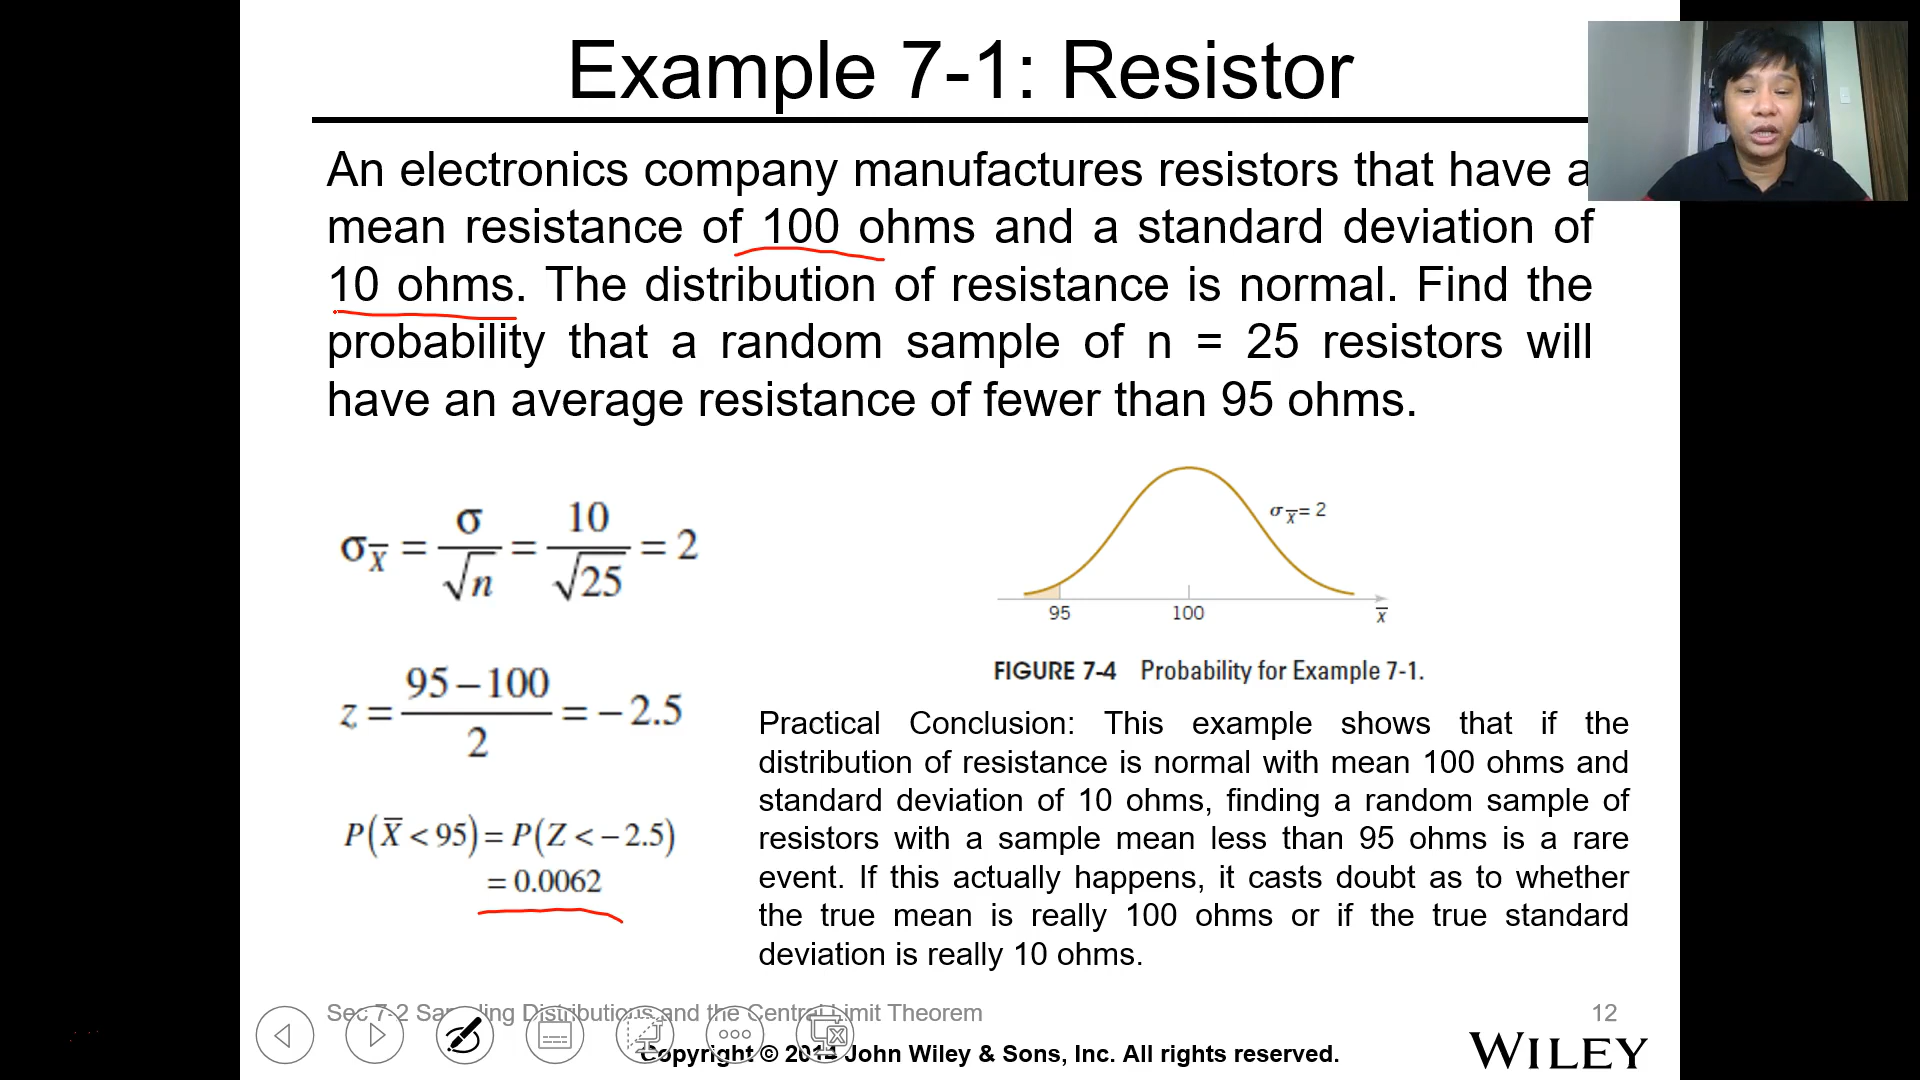 Example 7-1: Resistor
An electronics company manufactures resistors that have a
mean resistance of 100 ohms and a standard deviation of
10 ohms. The distribution of resistance is normal. Find the
probability that a random sample of n = 25 resistors will
have an average resistance of fewer than 95 ohms.
σX̅ = σ/√n = 10/√25 = 2
z = (95 – 100)/2 = – 2.5
P(X̅ < 95) = P(Z < – 2.5)
= 0.0062
σX̅ = 2
95 100 x̅
FIGURE 7-4 Probability for Example 7-1.
Practical Conclusion: This example shows that if the
distribution of resistance is normal with mean 100 ohms and
standard deviation of 10 ohms, finding a random sample of
resistors with a sample mean less than 95 ohms is a rare
event. If this actually happens, it casts doubt as to whether
the true mean is really 100 ohms or if the true standard
deviation is really 10 ohms.
Sec 7-2 Sampling Distributions and the Central Limit Theorem
12
Copyright © 2014 John Wiley & Sons, Inc. All rights reserved.
WILEY